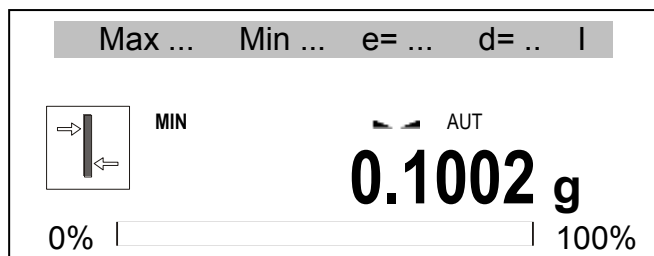 Max ... Min ... e= ... d= .. I
MIN AUT
0.1002 g
0% 100%